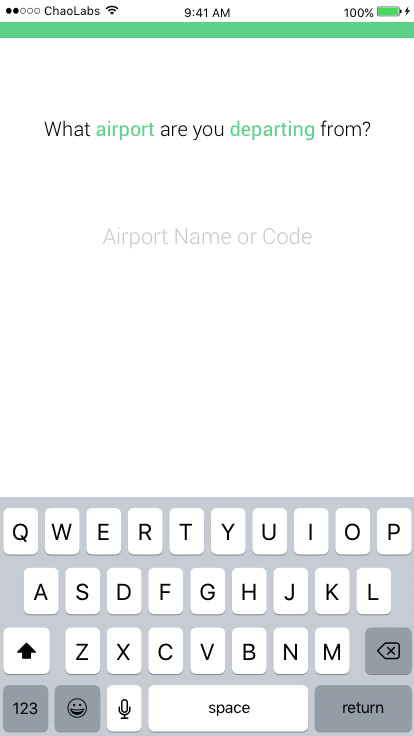 ChaoLabs 9:41 AM 100%
What airport are you departing from?
Airport Name or Code
Q W E R T Y U I O P
A S D F G H J K L
Z X C V B N M
123 space return